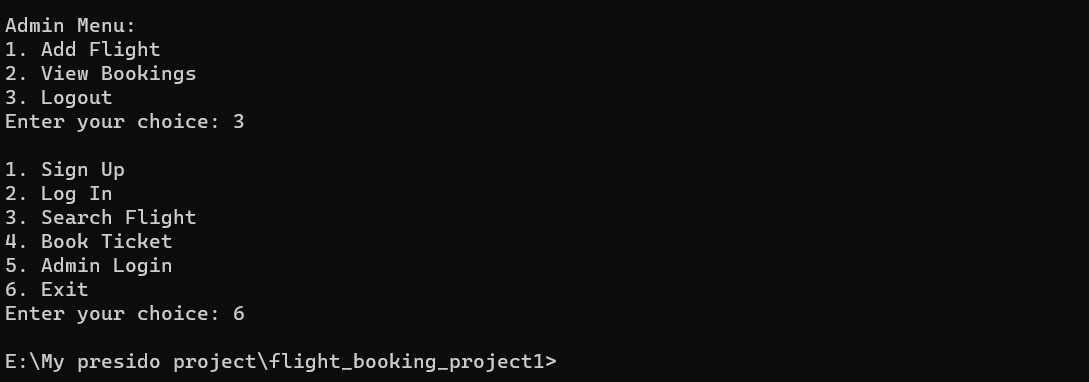 Admin Menu:
1. Add Flight
2. View Bookings
3. Logout
Enter your choice: 3
1. Sign Up
2. Log In
3. Search Flight
4. Book Ticket
5. Admin Login
6. Exit
Enter your choice: 6
E:\My presido project\flight_booking_project1>